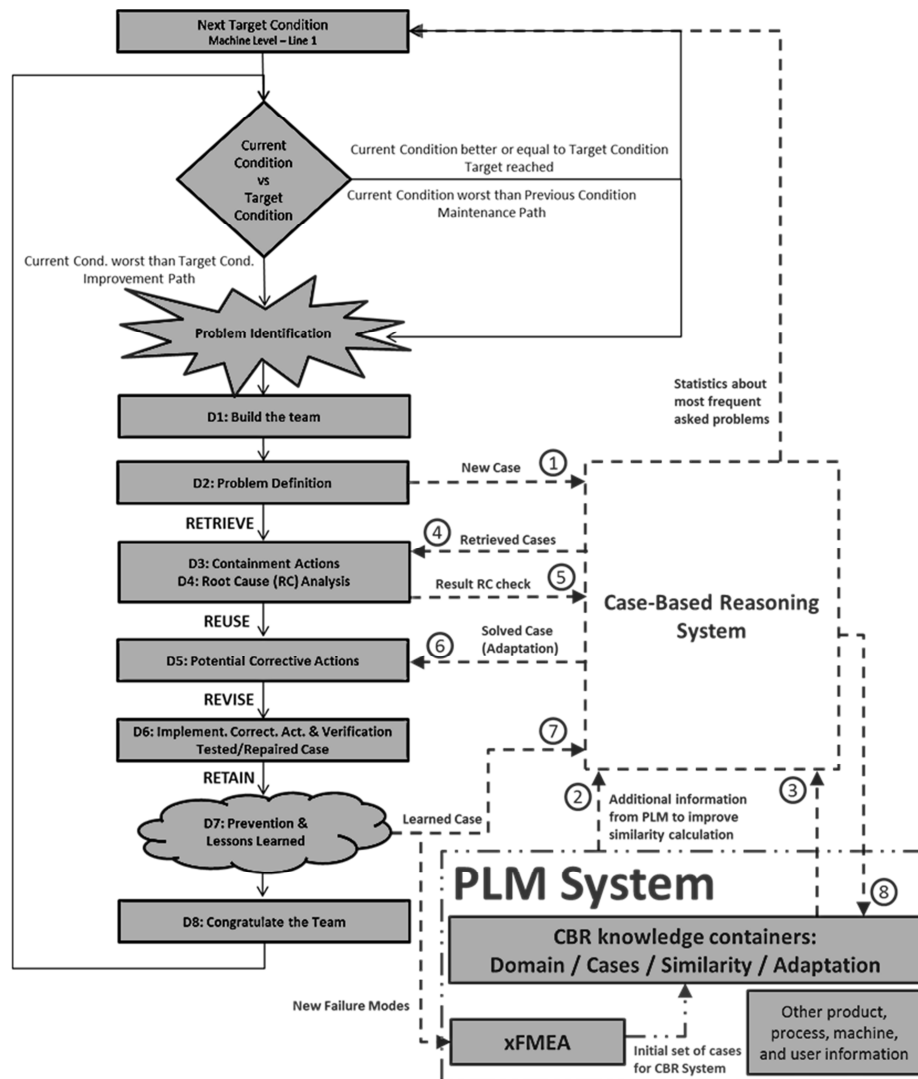 Next Target Condition
Machine Level – Line 1
Current
Condition
vs
Target
Condition
Current Condition better or equal to Target Condition
Target reached
Current Condition worst than Previous Condition
Maintenance Path
Current Cond. worst than Target Cond.
Improvement Path
Problem Identification
Statistics about
most frequent
asked problems
D1: Build the team
D2: Problem Definition
New Case
1
RETRIEVE
4
Retrieved Cases
D3: Containment Actions
D4: Root Cause (RC) Analysis
Result RC check
5
Case-Based Reasoning
System
REUSE
6
Solved Case
(Adaptation)
D5: Potential Corrective Actions
REVISE
D6: Implement. Correct. Act. & Verification
Tested/Repaired Case
7
RETAIN
2
Additional information
from PLM to improve
similarity calculation
3
D7: Prevention &
Lessons Learned
Learned Case
PLM System
8
D8: Congratulate the Team
CBR knowledge containers:
Domain / Cases / Similarity / Adaptation
New Failure Modes
xFMEA
Initial set of cases
for CBR System
Other product,
process, machine,
and user information